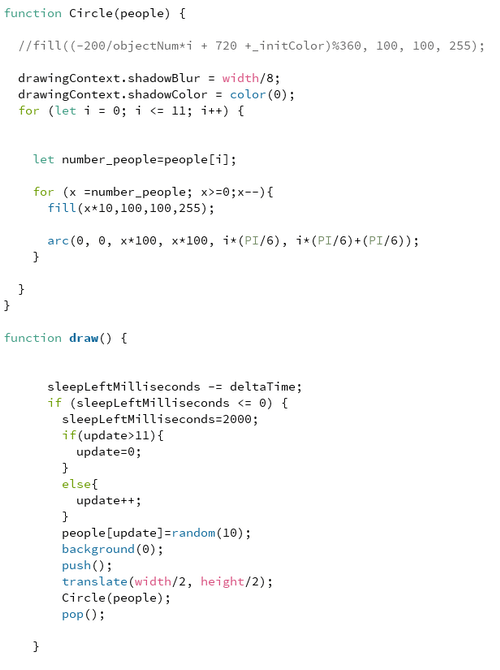 function Circle(people) {
//fill((-200/objectNum*i + 720 +_initColor)%360, 100, 100, 255);
drawingContext.shadowBlur = width/8;
drawingContext.shadowColor = color(0);
for (let i = 0; i <= 11; i++) {
let number_people=people[i];
for (x =number_people; x>=0;x--){
fill(x*10,100,100,255);
arc(0, 0, x*100, x*100, i*(PI/6), i*(PI/6)+(PI/6));
}
}
}
function draw() {
sleepLeftMilliseconds -= deltaTime;
if (sleepLeftMilliseconds <= 0) {
sleepLeftMilliseconds=2000;
if(update>11){
update=0;
}
else{
update++;
}
people[update]=random(10);
background(0);
push();
translate(width/2, height/2);
Circle(people);
pop();
}